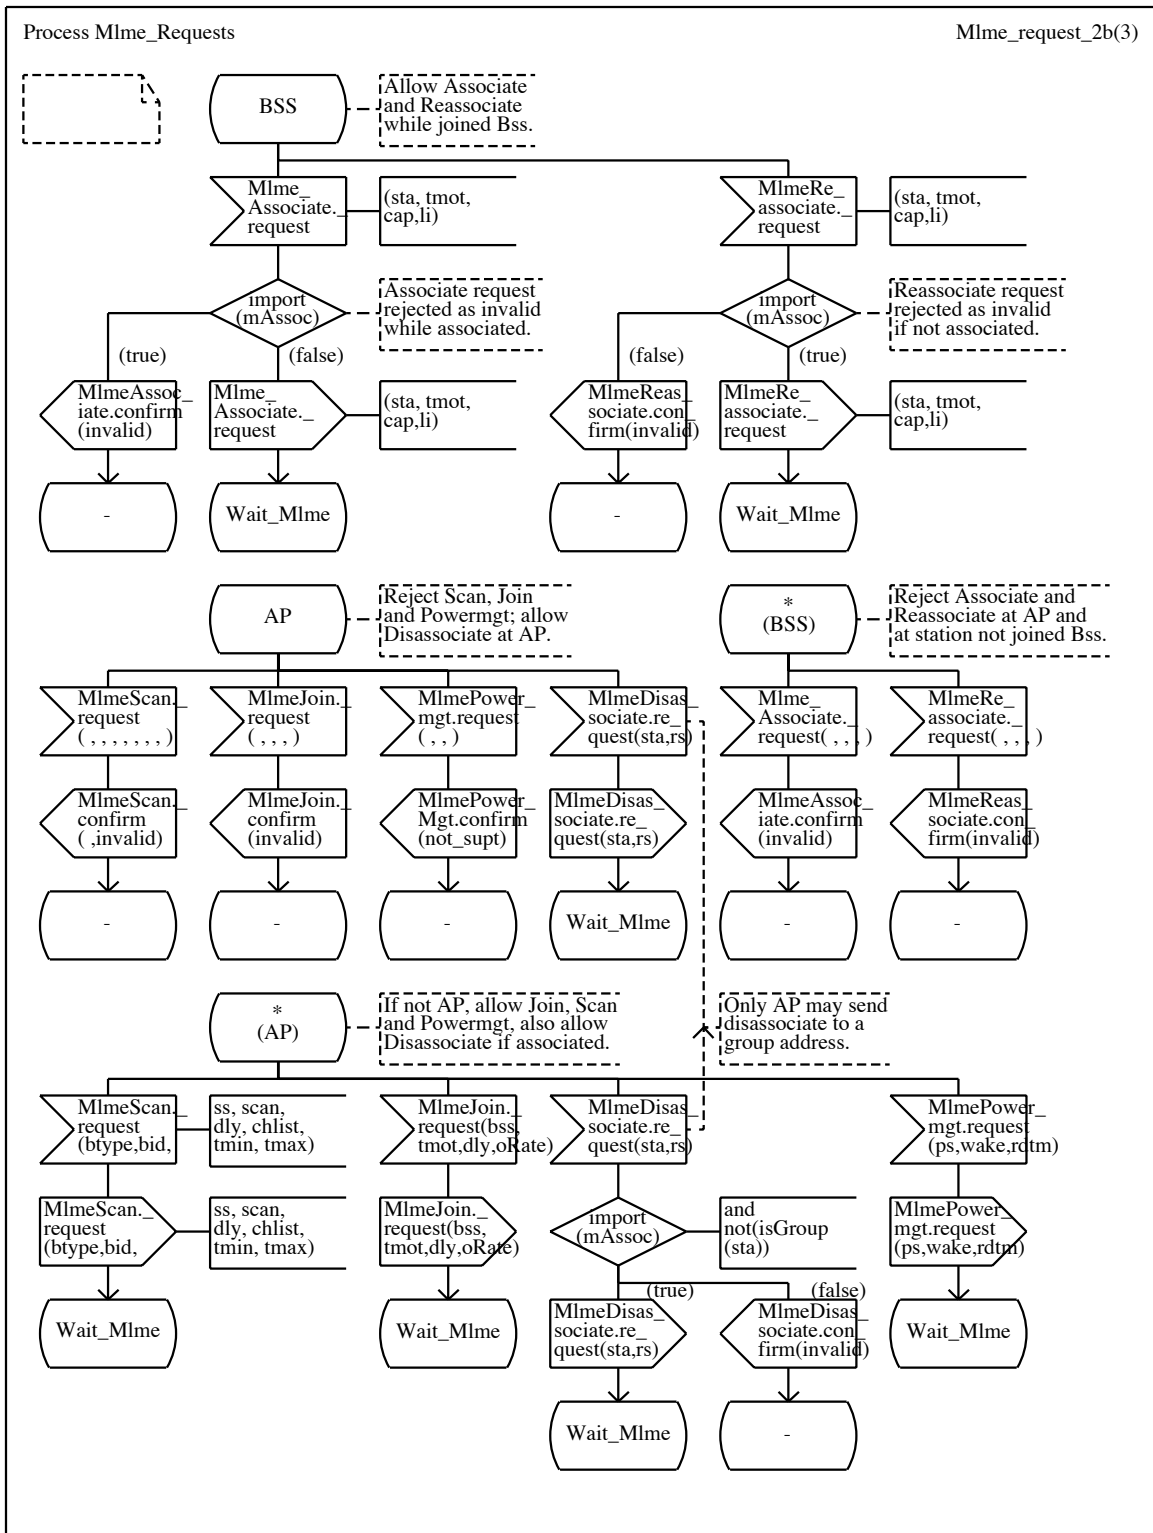 Process Mlme_Requests
Mlme_request_2b(3)
BSS
Allow Associate
and Reassociate
while joined Bss.
Mlme_
Associate._
request
(sta, tmot,
cap,li)
MlmeRe_
associate._
request
(sta, tmot,
cap,li)
import
(mAssoc)
Associate request
rejected as invalid
while associated.
import
(mAssoc)
Reassociate request
rejected as invalid
if not associated.
(true)
(false)
(false)
(true)
MlmeAssoc_
iate.confirm
(invalid)
Mlme_
Associate._
request
(sta, tmot,
cap,li)
MlmeReas_
sociate.con_
firm(invalid)
MlmeRe_
associate._
request
(sta, tmot,
cap,li)
-
Wait_Mlme
-
Wait_Mlme
AP
Reject Scan, Join
and Powermgt; allow
Disassociate at AP.
*
(BSS)
Reject Associate and
Reassociate at AP and
at station not joined Bss.
MlmeScan._
request
( , , , , , , , )
MlmeJoin._
request
( , , , )
MlmePower_
mgt.request
( , , )
MlmeDisas_
sociate.re_
quest(sta,rs)
Mlme_
Associate._
request( , , , )
MlmeRe_
associate._
request( , , , )
MlmeScan._
confirm
( ,invalid)
MlmeJoin._
confirm
(invalid)
MlmePower_
Mgt.confirm
(not_supt)
MlmeDisas_
sociate.re_
quest(sta,rs)
MlmeAssoc_
iate.confirm
(invalid)
MlmeReas_
sociate.con_
firm(invalid)
-
-
-
Wait_Mlme
-
-
*
(AP)
If not AP, allow Join, Scan
and Powermgt, also allow
Disassociate if associated.
Only AP may send
disassociate to a
group address.
MlmeScan._
request
(btype,bid,
ss, scan,
dly, chlist,
tmin, tmax)
MlmeJoin._
request(bss,
tmot,dly,oRate)
MlmeDisas_
sociate.re_
quest(sta,rs)
MlmePower_
mgt.request
(ps,wake,rdtm)
MlmeScan._
request
(btype,bid,
ss, scan,
dly, chlist,
tmin, tmax)
MlmeJoin._
request(bss,
tmot,dly,oRate)
import
(mAssoc)
and
not(isGroup
(sta))
MlmePower_
mgt.request
(ps,wake,rdtm)
(true)
(false)
Wait_Mlme
Wait_Mlme
MlmeDisas_
sociate.re_
quest(sta,rs)
MlmeDisas_
sociate.con_
firm(invalid)
Wait_Mlme
Wait_Mlme
-